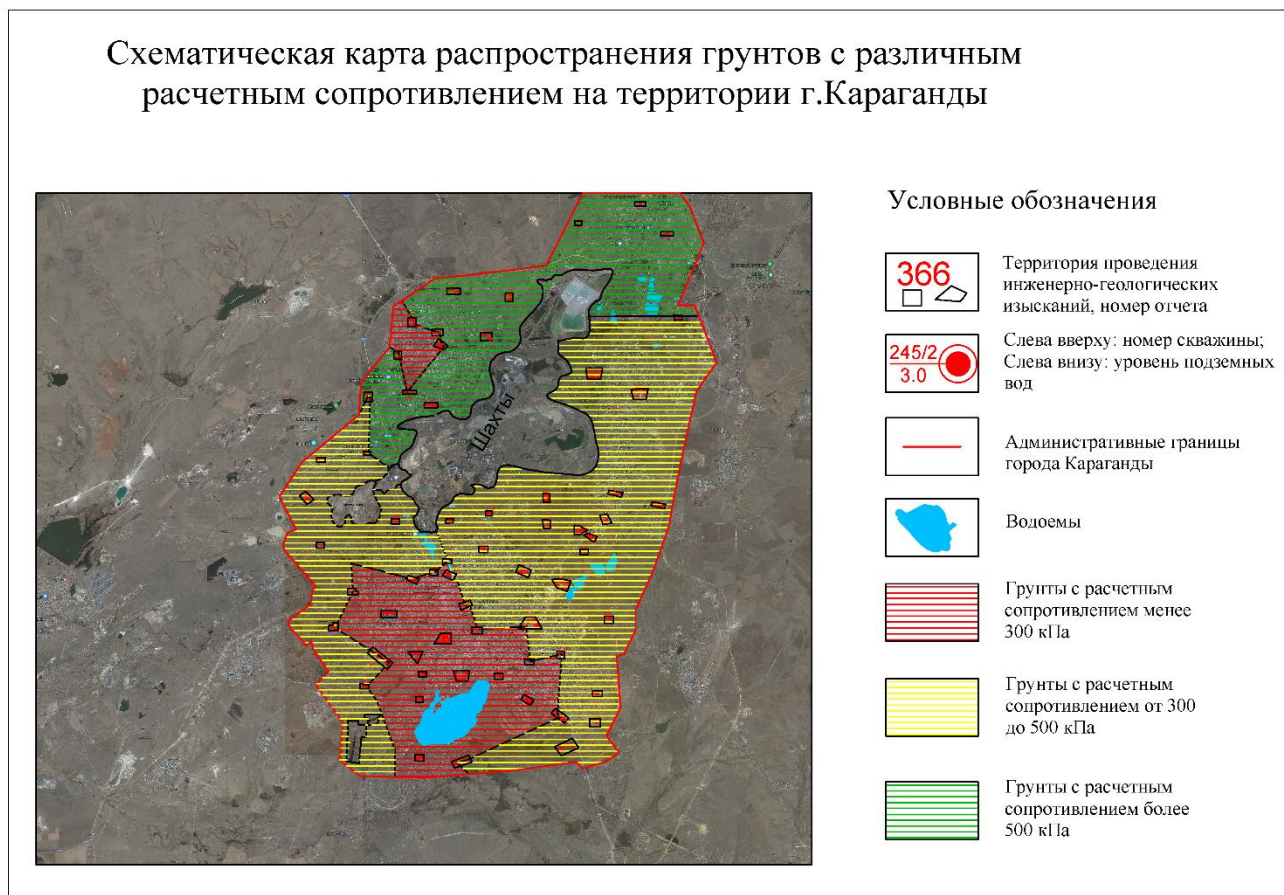 Схематическая карта распространения грунтов с различным
расчетным сопротивлением на территории г.Караганды
Условные обозначения
366
Территория проведения
инженерно-геологических
изысканий, номер отчета
245/2
3.0
Слева вверху: номер скважины;
Слева внизу: уровень подземных
вод
Административные границы
города Караганды
Водоемы
Грунты с расчетным
сопротивлением менее
300 кПа
Грунты с расчетным
сопротивлением от 300
до 500 кПа
Грунты с расчетным
сопротивлением более
500 кПа
Шахты